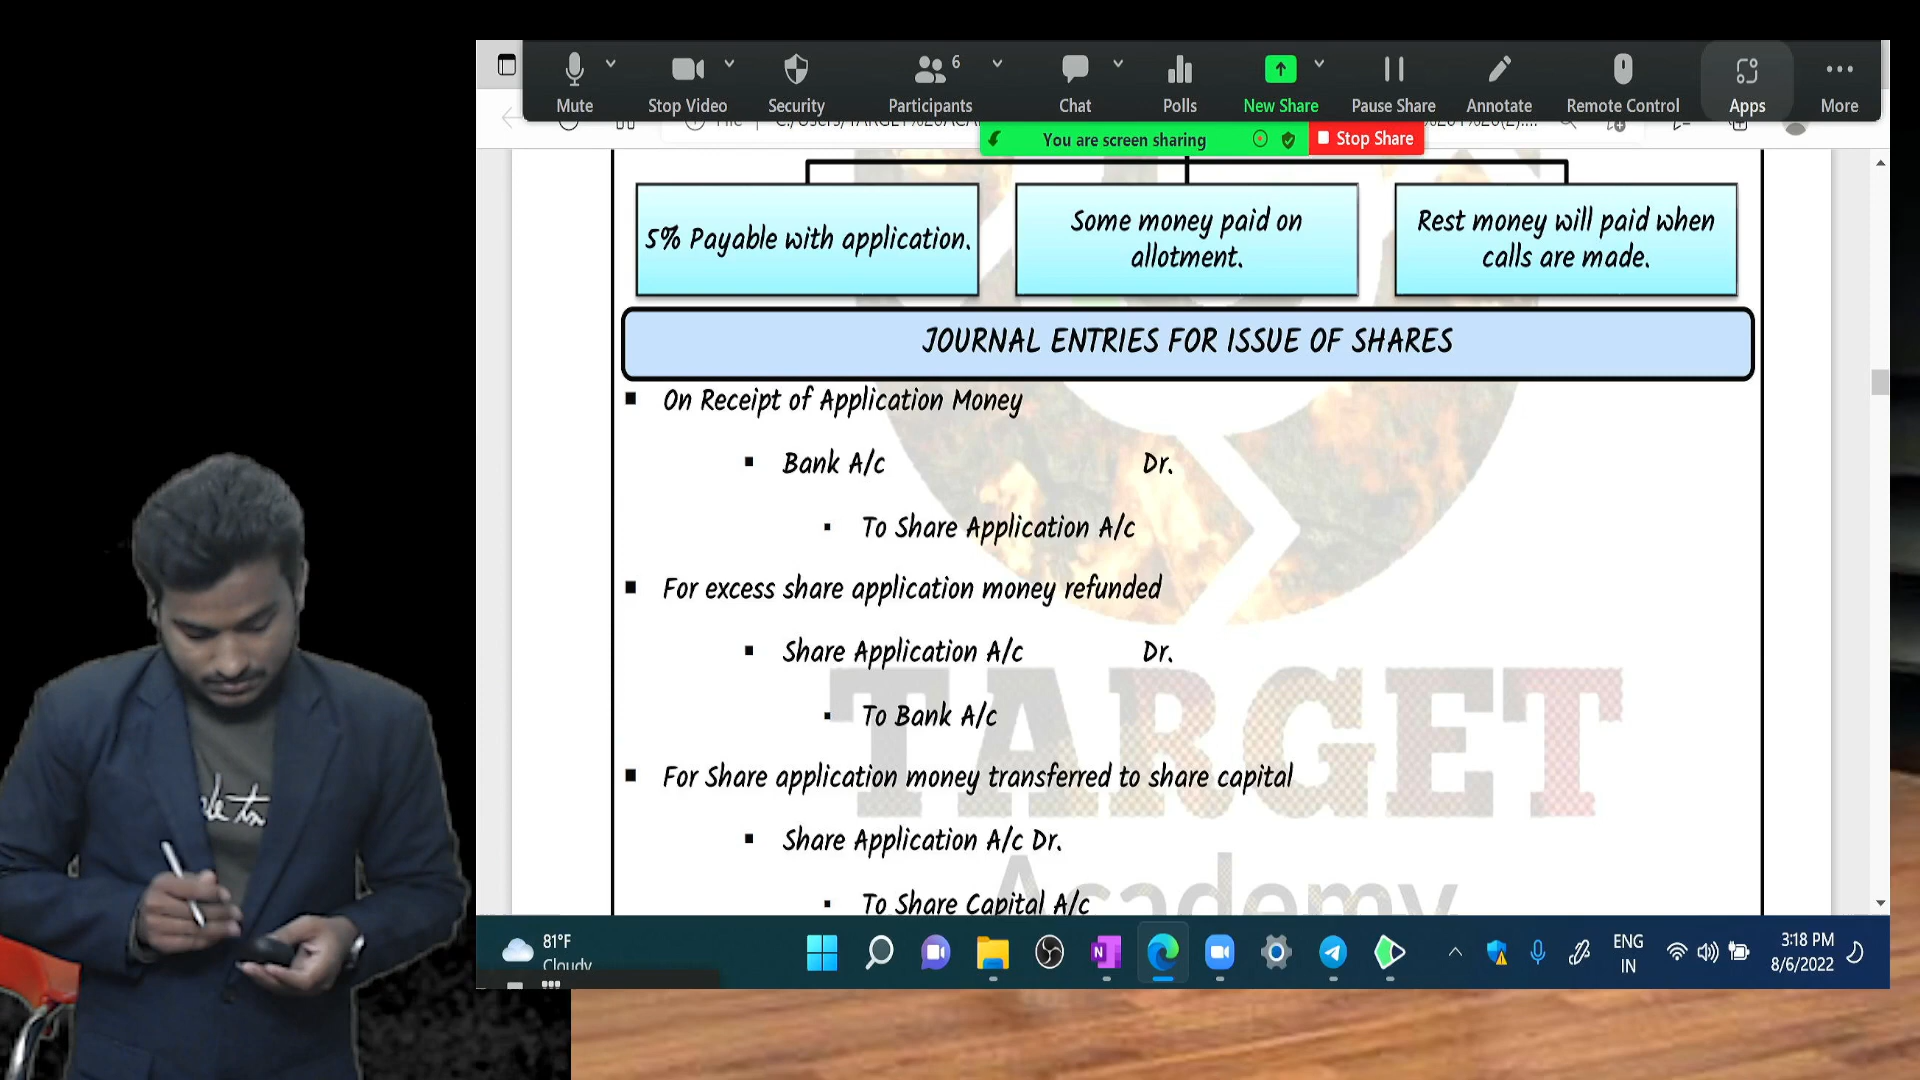 Mute
Stop Video
Security
Participants
6
Chat
Polls
New Share
Pause Share
Annotate
Remote Control
Apps
More
You are screen sharing
Stop Share
5% Payable with application.
Some money paid on
allotment.
Rest money will paid when
calls are made.
JOURNAL ENTRIES FOR ISSUE OF SHARES
On Receipt of Application Money
Bank A/c Dr.
To Share Application A/c
For excess share application money refunded
Share Application A/c Dr.
To Bank A/c
For Share application money transferred to share capital
Share Application A/c Dr.
To Share Capital A/c
TARGET
Academy
81°F
Cloudy
ENG
IN
3:18 PM
8/6/2022